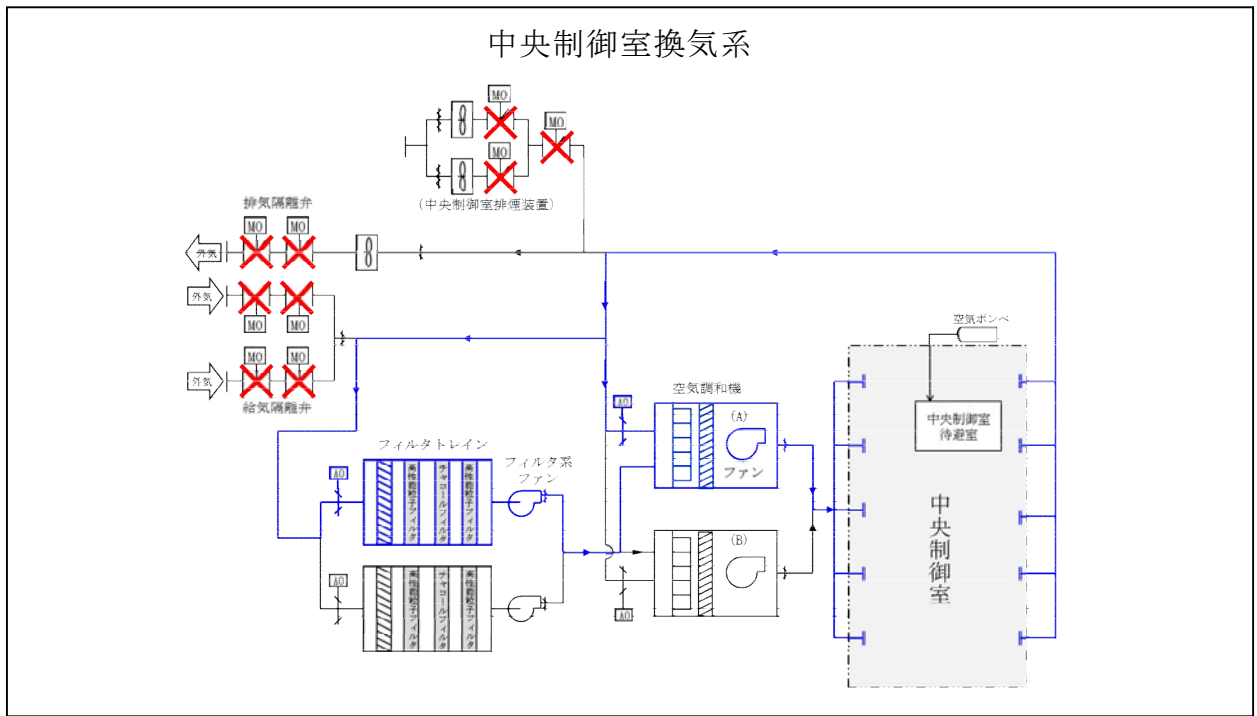 中央制御室換気系
MO
MO
MO
(中央制御室排煙装置)
排気隔離弁
MO
MO
外気
外気
MO
MO
MO
MO
外気
給気隔離弁
空気ボンベ
中央制御室
待避室
中央制御室
空気調和機
AO
(A)
ファン
(B)
AO
フィルタトレイン
フィルタ系
ファン
AO
高性能粒子フィルタ
チャコールフィルタ
高性能粒子フィルタ
AO
高性能粒子フィルタ
チャコールフィルタ
高性能粒子フィルタ